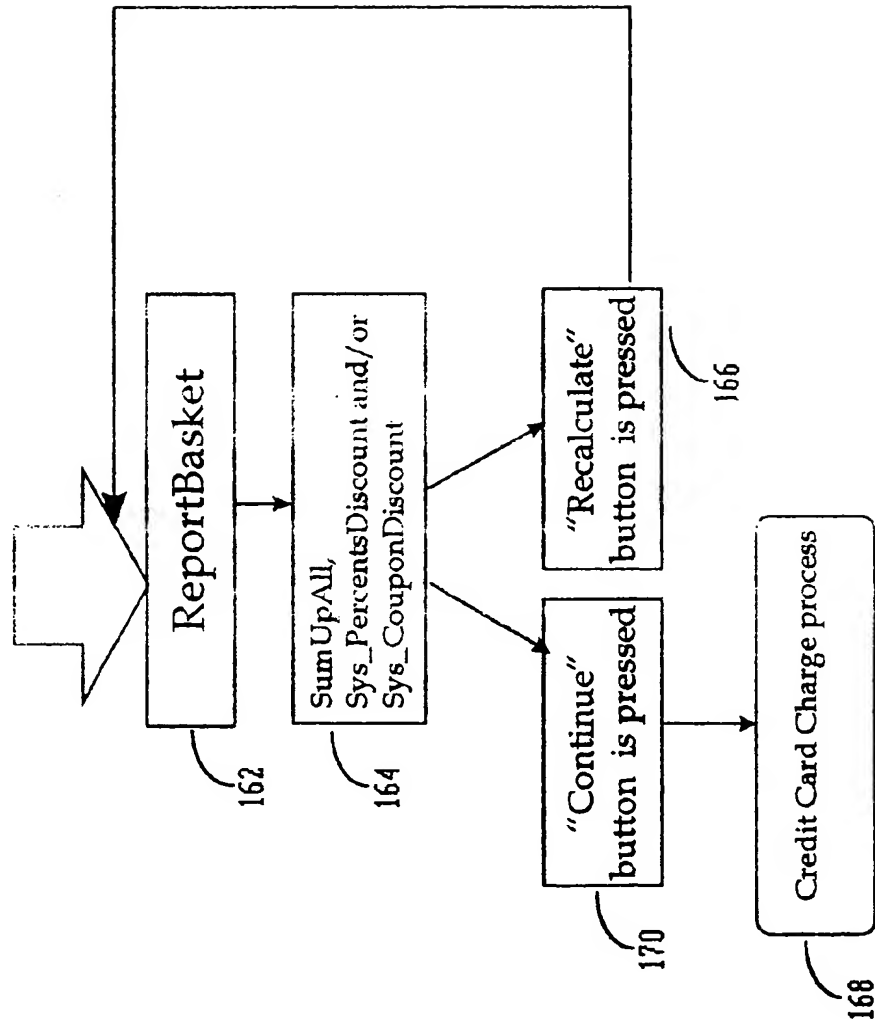 ReportBasket
162
SumUpAll,
Sys_PercentsDiscount and/or
Sys_CouponDiscount
164
"Continue"
button is pressed
170
"Recalculate"
button is pressed
166
Credit Card Charge process
168